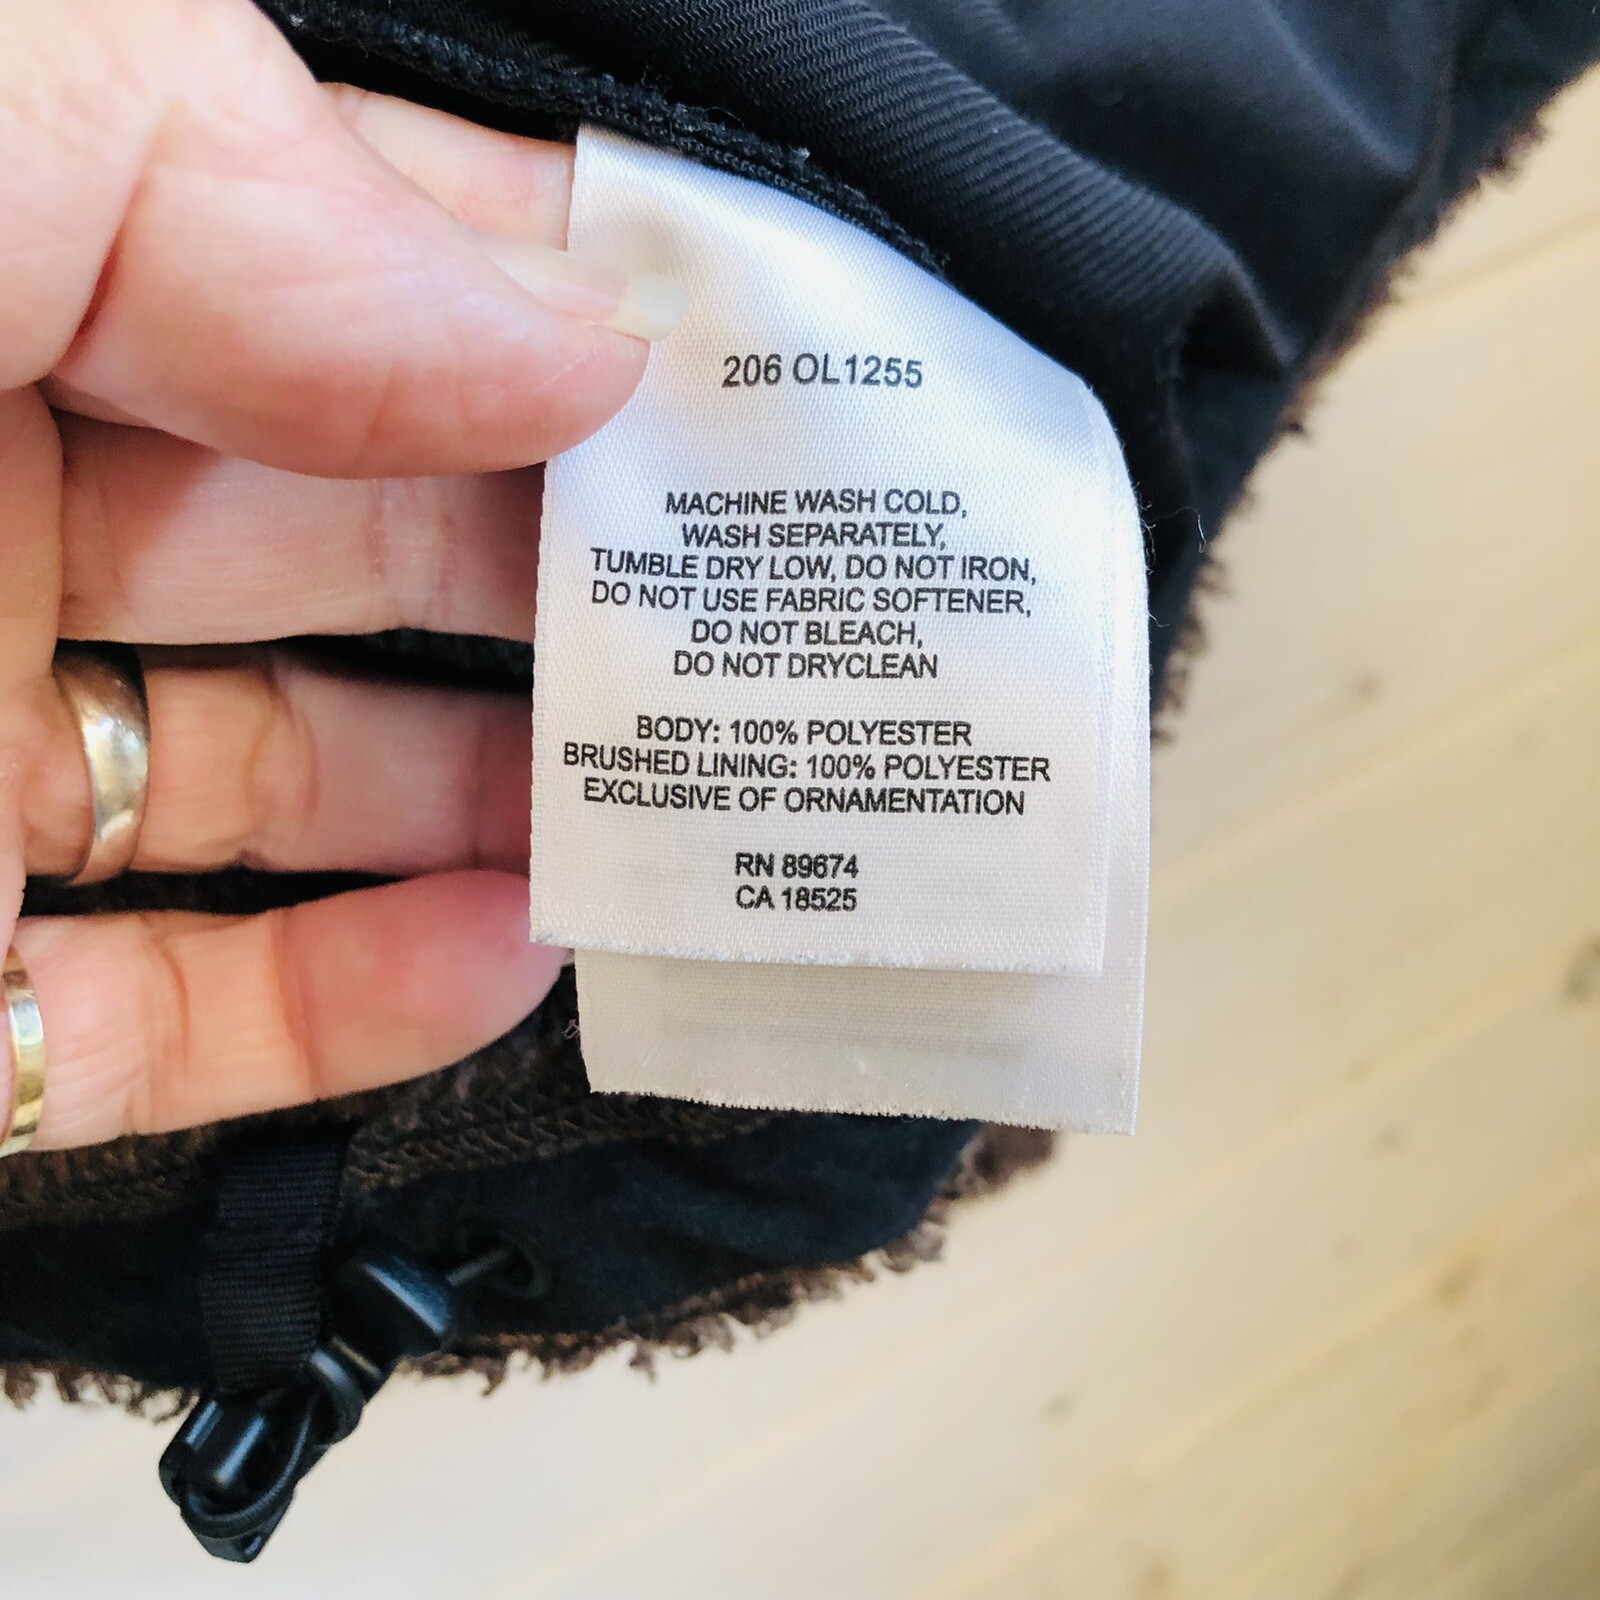 206 OL1255
MACHINE WASH COLD,
WASH SEPARATELY,
TUMBLE DRY LOW, DO NOT IRON,
DO NOT USE FABRIC SOFTENER,
DO NOT BLEACH,
DO NOT DRYCLEAN
BODY: 100% POLYESTER
BRUSHED LINING: 100% POLYESTER
EXCLUSIVE OF ORNAMENTATION
RN 89674
CA 18525